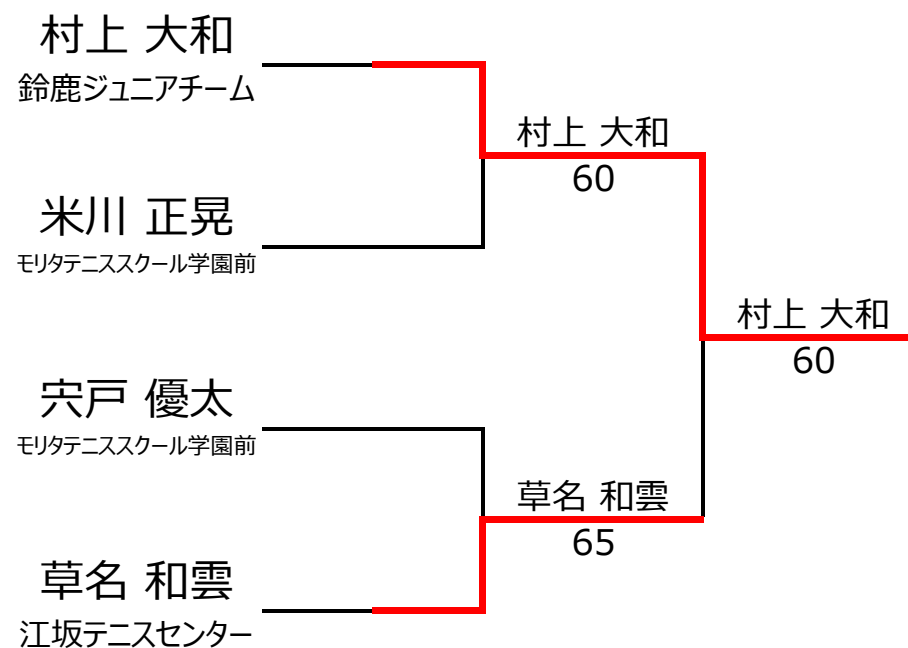 村上 大和
鈴鹿ジュニアチーム
村上 大和
60
米川 正晃
モリタテニススクール学園前
村上 大和
60
宍戸 優太
モリタテニススクール学園前
草名 和雲
65
草名 和雲
江坂テニスセンター